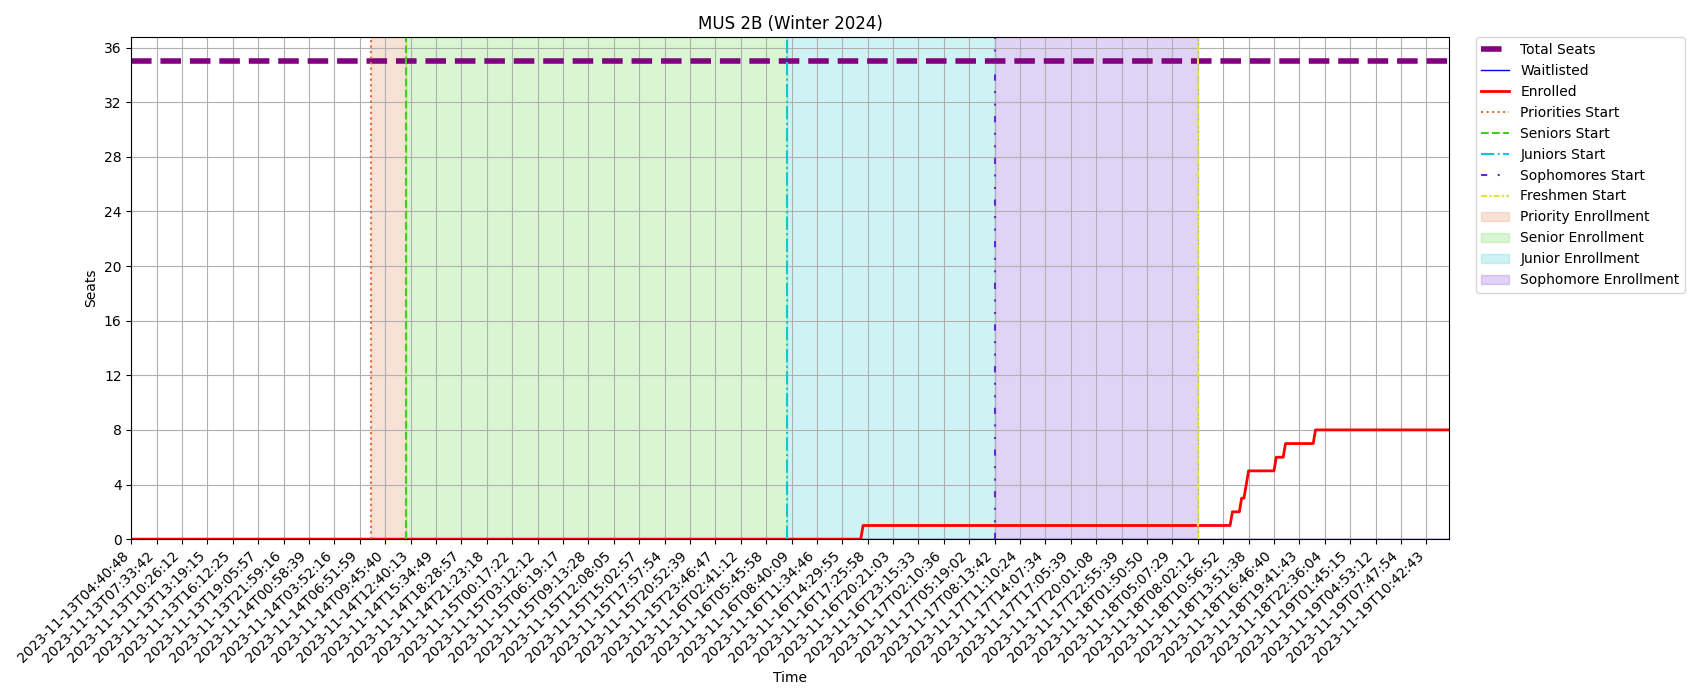 MUS 2B (Winter 2024)
36
32
28
24
20
16
12
8
4
0
Seats
2023-11-13T04:40:48
2023-11-13T07:33:42
2023-11-13T10:26:12
2023-11-13T13:19:15
2023-11-13T16:12:25
2023-11-13T19:05:57
2023-11-13T21:59:16
2023-11-14T00:58:39
2023-11-14T03:52:16
2023-11-14T06:51:59
2023-11-14T09:45:40
2023-11-14T12:40:13
2023-11-14T15:34:49
2023-11-14T18:28:57
2023-11-14T21:23:18
2023-11-15T00:17:22
2023-11-15T03:12:12
2023-11-15T06:19:17
2023-11-15T09:13:28
2023-11-15T12:08:05
2023-11-15T15:02:57
2023-11-15T17:57:54
2023-11-15T20:52:39
2023-11-15T23:46:47
2023-11-16T02:41:12
2023-11-16T05:45:58
2023-11-16T08:40:09
2023-11-16T11:34:46
2023-11-16T14:29:55
2023-11-16T17:25:58
2023-11-16T20:21:03
2023-11-16T23:15:33
2023-11-17T02:10:36
2023-11-17T05:19:02
2023-11-17T08:13:42
2023-11-17T11:10:24
2023-11-17T14:07:34
2023-11-17T17:05:39
2023-11-17T20:01:08
2023-11-17T22:55:39
2023-11-18T01:50:50
2023-11-18T05:07:29
2023-11-18T08:02:12
2023-11-18T10:56:52
2023-11-18T13:51:38
2023-11-18T16:46:40
2023-11-18T19:41:43
2023-11-18T22:36:04
2023-11-19T01:45:15
2023-11-19T04:53:12
2023-11-19T07:47:54
2023-11-19T10:42:43
Time
Total Seats
Waitlisted
Enrolled
Priorities Start
Seniors Start
Juniors Start
Sophomores Start
Freshmen Start
Priority Enrollment
Senior Enrollment
Junior Enrollment
Sophomore Enrollment